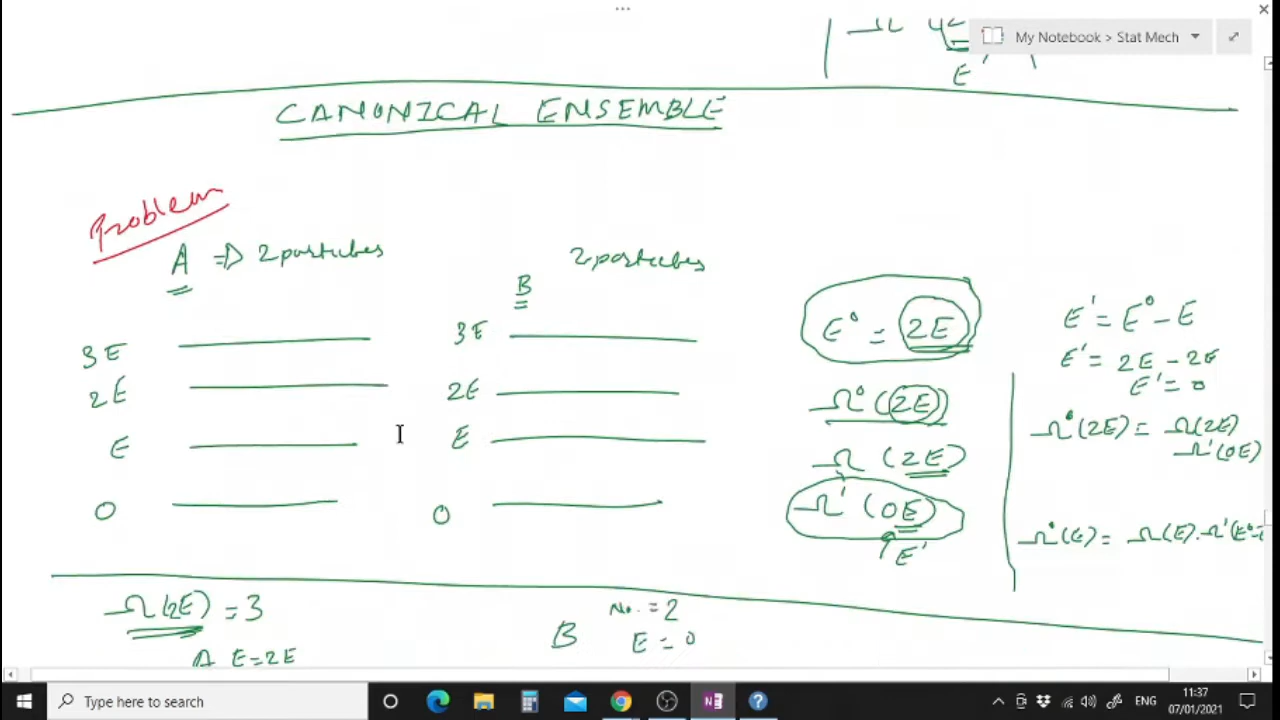 My Notebook > Stat Mech
E'
CANONICAL ENSEMBLE
Problem
A ⇒ 2 particles
2 particles
B
3E
2E
E
0
3E
2E
E
0
E° = 2E
Ω°(2E)
Ω(2E)
Ω'(0E)
E'
E' = E° - E
E' = 2E - 2E
E' = 0
Ω°(2E) = Ω(2E)
Ω'(0E)
Ω°(E) = Ω(E).Ω'(E°-
Ω(2E) = 3
A E=2E
B
No. = 2
E = 0
Type here to search
ENG
11:37
07/01/2021